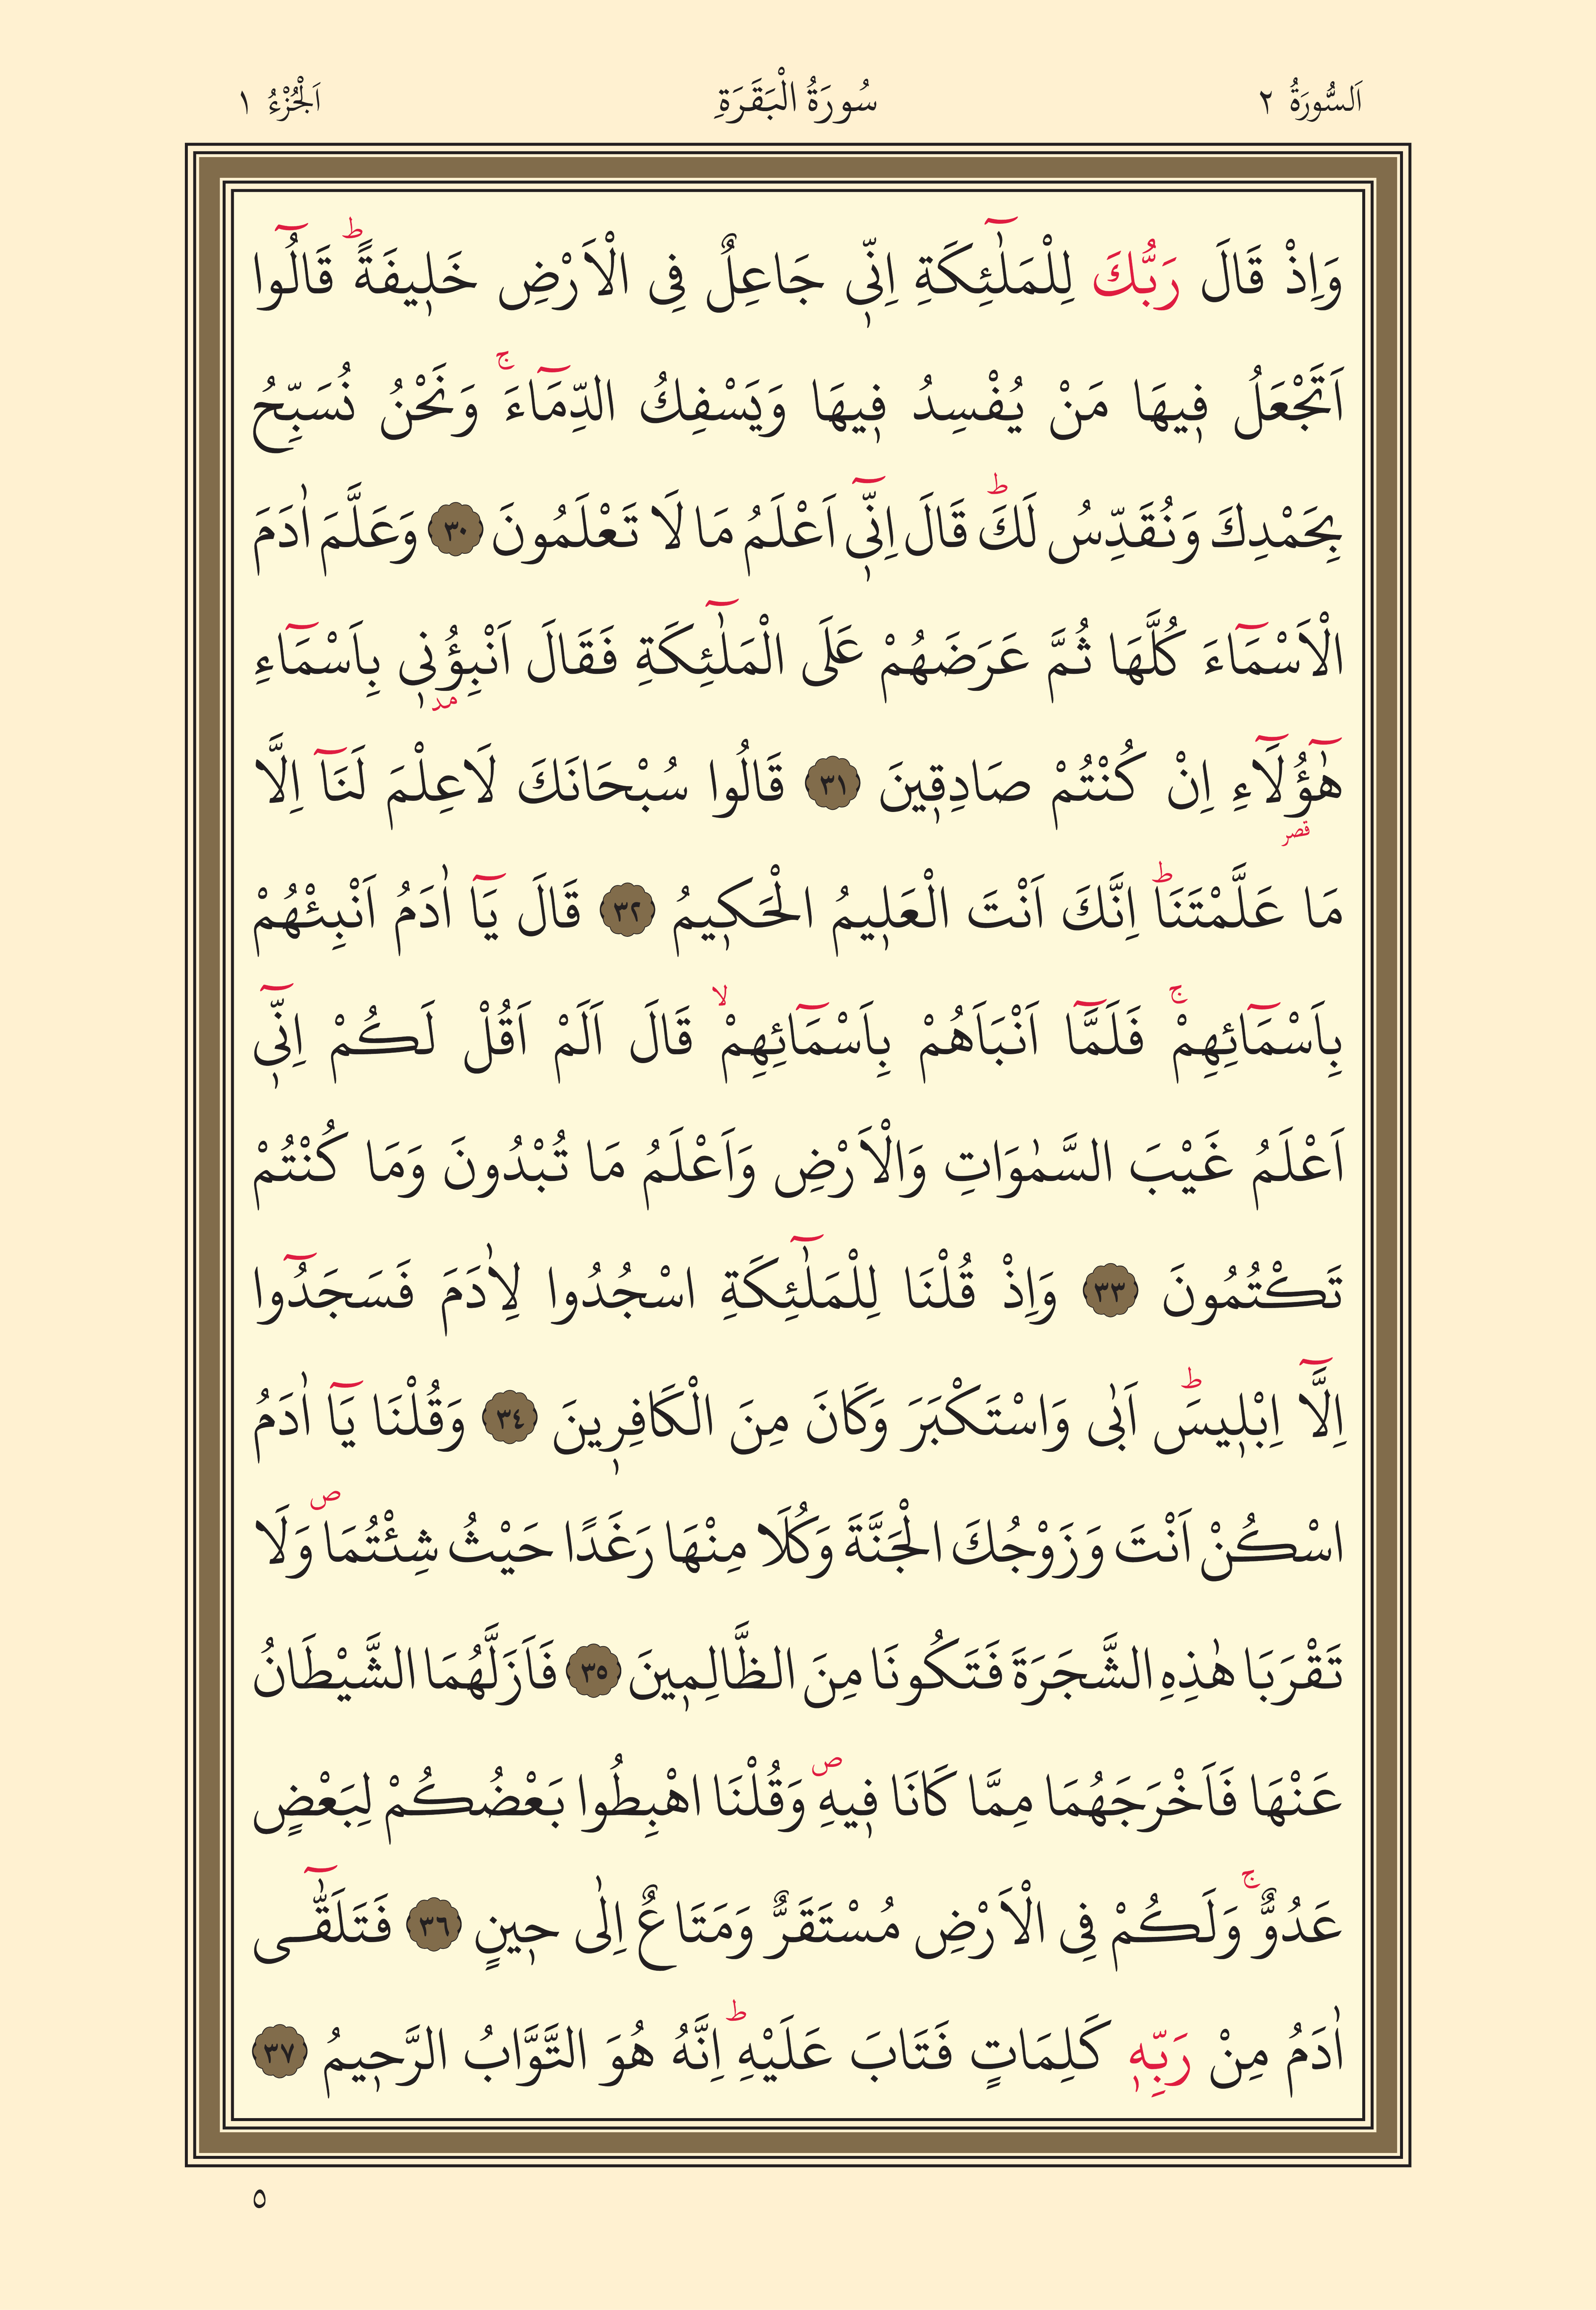 اَلسُّورَةُ ٢ سُورَةُ الْبَقَرَةِ اَلْجُزْءُ ١
وَاِذْ قَالَ رَبُّكَ لِلْمَلٰٓئِكَةِ اِنّ۪ي جَاعِلٌ فِى الْاَرْضِ خَل۪يفَةًۜ قَالُٓوا
اَتَجْعَلُ ف۪يهَا مَنْ يُفْسِدُ ف۪يهَا وَيَسْفِكُ الدِّمَٓاءَۚ وَنَحْنُ نُسَبِّحُ
بِحَمْدِكَ وَنُقَدِّسُ لَكَۜ قَالَ اِنّ۪ٓي اَعْلَمُ مَا لَا تَعْلَمُونَ ٣٠ وَعَلَّمَ اٰدَمَ
الْاَسْمَٓاءَ كُلَّهَا ثُمَّ عَرَضَهُمْ عَلَى الْمَلٰٓئِكَةِ فَقَالَ اَنْبِؤُ۫ن۪ي بِاَسْمَٓاءِ
مد
هٰٓؤُ۬لَٓاءِ اِنْ كُنْتُمْ صَادِق۪ينَ ٣١ قَالُوا سُبْحَانَكَ لَاعِلْمَ لَنَٓا اِلَّا
قصر
مَا عَلَّمْتَنَاۜ اِنَّكَ اَنْتَ الْعَل۪يمُ الْحَك۪يمُ ٣٢ قَالَ يَٓا اٰدَمُ اَنْبِئْهُمْ
بِاَسْمَٓائِهِمْۚ فَلَمَّٓا اَنْبَاَهُمْ بِاَسْمَٓائِهِمْۙ قَالَ اَلَمْ اَقُلْ لَكُمْ اِنّ۪ٓي
اَعْلَمُ غَيْبَ السَّمٰوَاتِ وَالْاَرْضِ وَاَعْلَمُ مَا تُبْدُونَ وَمَا كُنْتُمْ
تَكْتُمُونَ ٣٣ وَاِذْ قُلْنَا لِلْمَلٰٓئِكَةِ اسْجُدُوا لِاٰدَمَ فَسَجَدُٓوا
اِلَّٓا اِبْل۪يسَۜ اَبٰى وَاسْتَكْبَرَ وَكَانَ مِنَ الْكَافِر۪ينَ ٣٤ وَقُلْنَا يَٓا اٰدَمُ
اسْكُنْ اَنْتَ وَزَوْجُكَ الْجَنَّةَ وَكُلَا مِنْهَا رَغَدًا حَيْثُ شِئْتُمَاۖ وَلَا
تَقْرَبَا هٰذِهِ الشَّجَرَةَ فَتَكُونَا مِنَ الظَّالِم۪ينَ ٣٥ فَاَزَلَّهُمَا الشَّيْطَانُ
عَنْهَا فَاَخْرَجَهُمَا مِمَّا كَانَا ف۪يهِۖ وَقُلْنَا اهْبِطُوا بَعْضُكُمْ لِبَعْضٍ
عَدُوٌّۚ وَلَكُمْ فِى الْاَرْضِ مُسْتَقَرٌّ وَمَتَاعٌ اِلٰى ح۪ينٍ ٣٦ فَتَلَقّٰٓى
اٰدَمُ مِنْ رَبِّه۪ كَلِمَاتٍ فَتَابَ عَلَيْهِۜ اِنَّهُ هُوَ التَّوَّابُ الرَّح۪يمُ ٣٧
٥